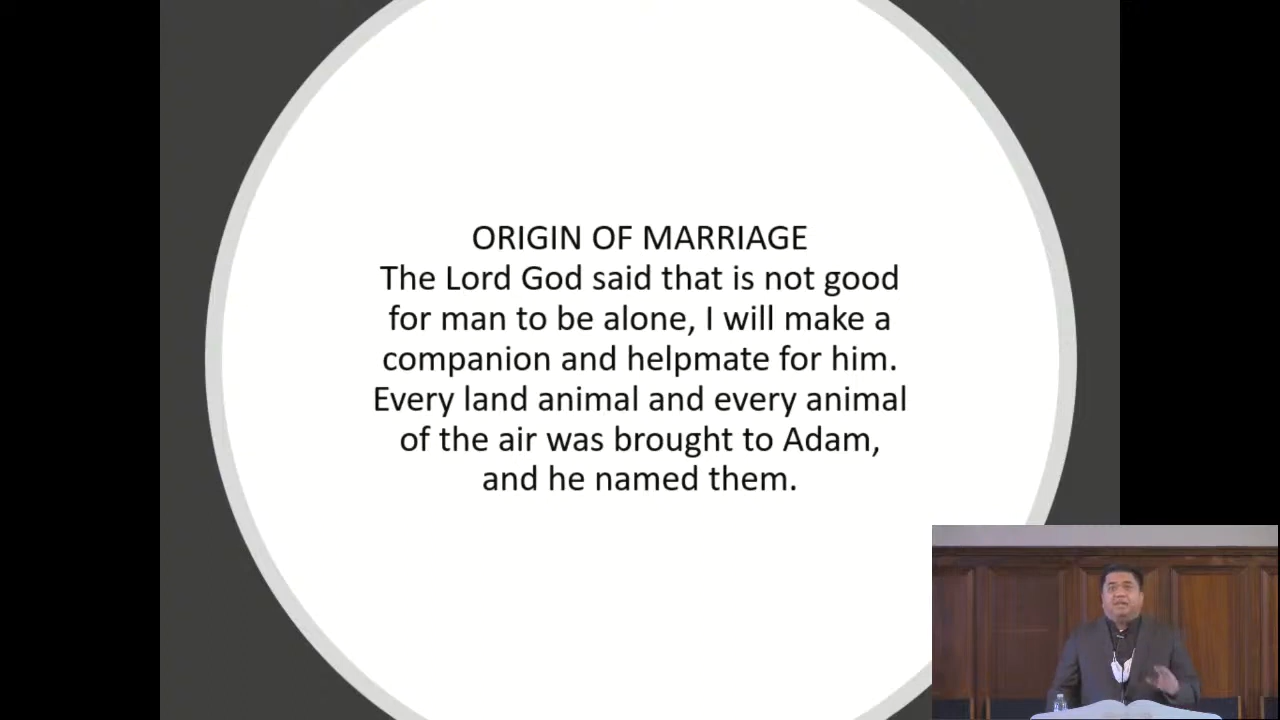 ORIGIN OF MARRIAGE
The Lord God said that is not good
for man to be alone, I will make a
companion and helpmate for him.
Every land animal and every animal
of the air was brought to Adam,
and he named them.